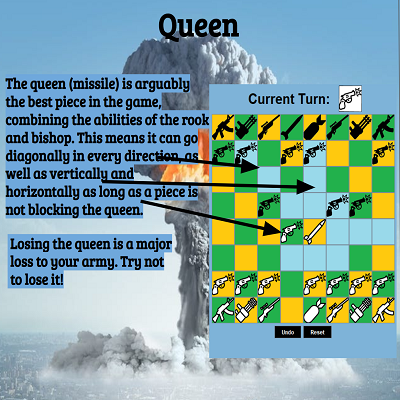 Queen
The queen (missile) is arguably
the best piece in the game,
combining the abilities of the rook
and bishop. This means it can go
diagonally in every direction, as
well as vertically and
horizontally as long as a piece is
not blocking the queen.
Losing the queen is a major
loss to your army. Try not
to lose it!
Current Turn:
Undo Reset